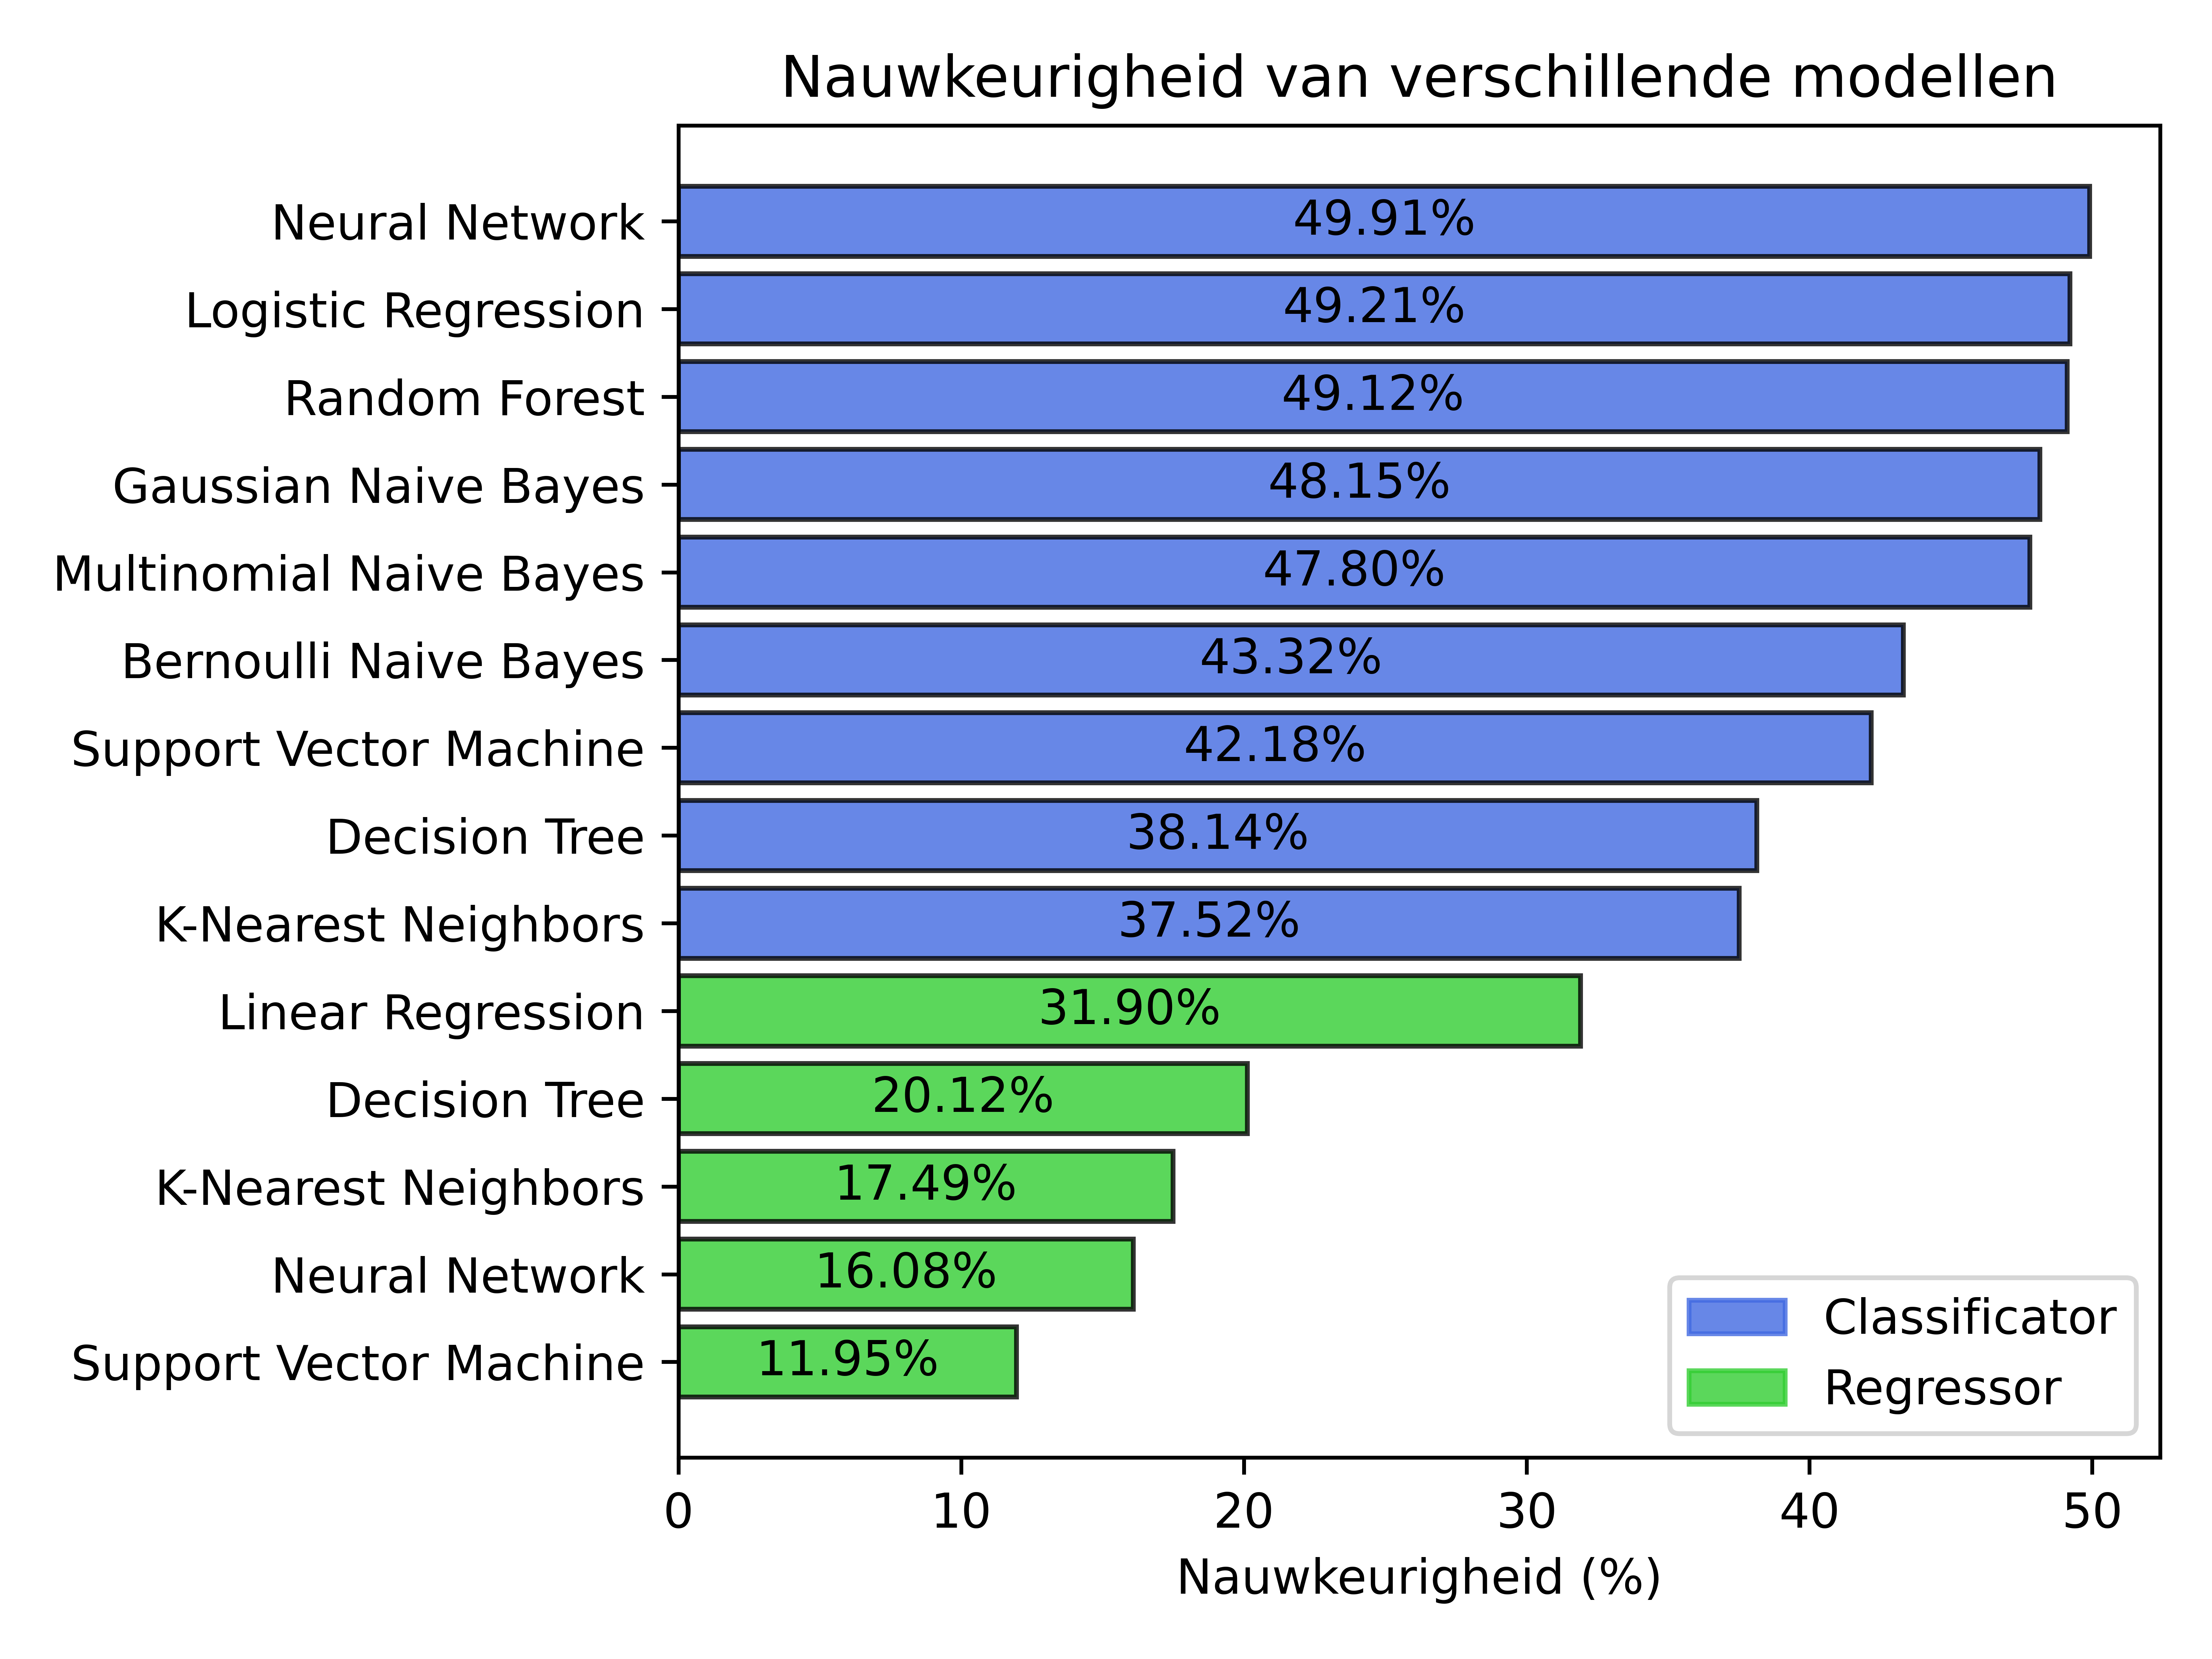 Nauwkeurigheid van verschillende modellen
Neural Network 49.91%
Logistic Regression 49.21%
Random Forest 49.12%
Gaussian Naive Bayes 48.15%
Multinomial Naive Bayes 47.80%
Bernoulli Naive Bayes 43.32%
Support Vector Machine 42.18%
Decision Tree 38.14%
K-Nearest Neighbors 37.52%
Linear Regression 31.90%
Decision Tree 20.12%
K-Nearest Neighbors 17.49%
Neural Network 16.08%
Support Vector Machine 11.95%
Classificator
Regressor
0 10 20 30 40 50
Nauwkeurigheid (%)